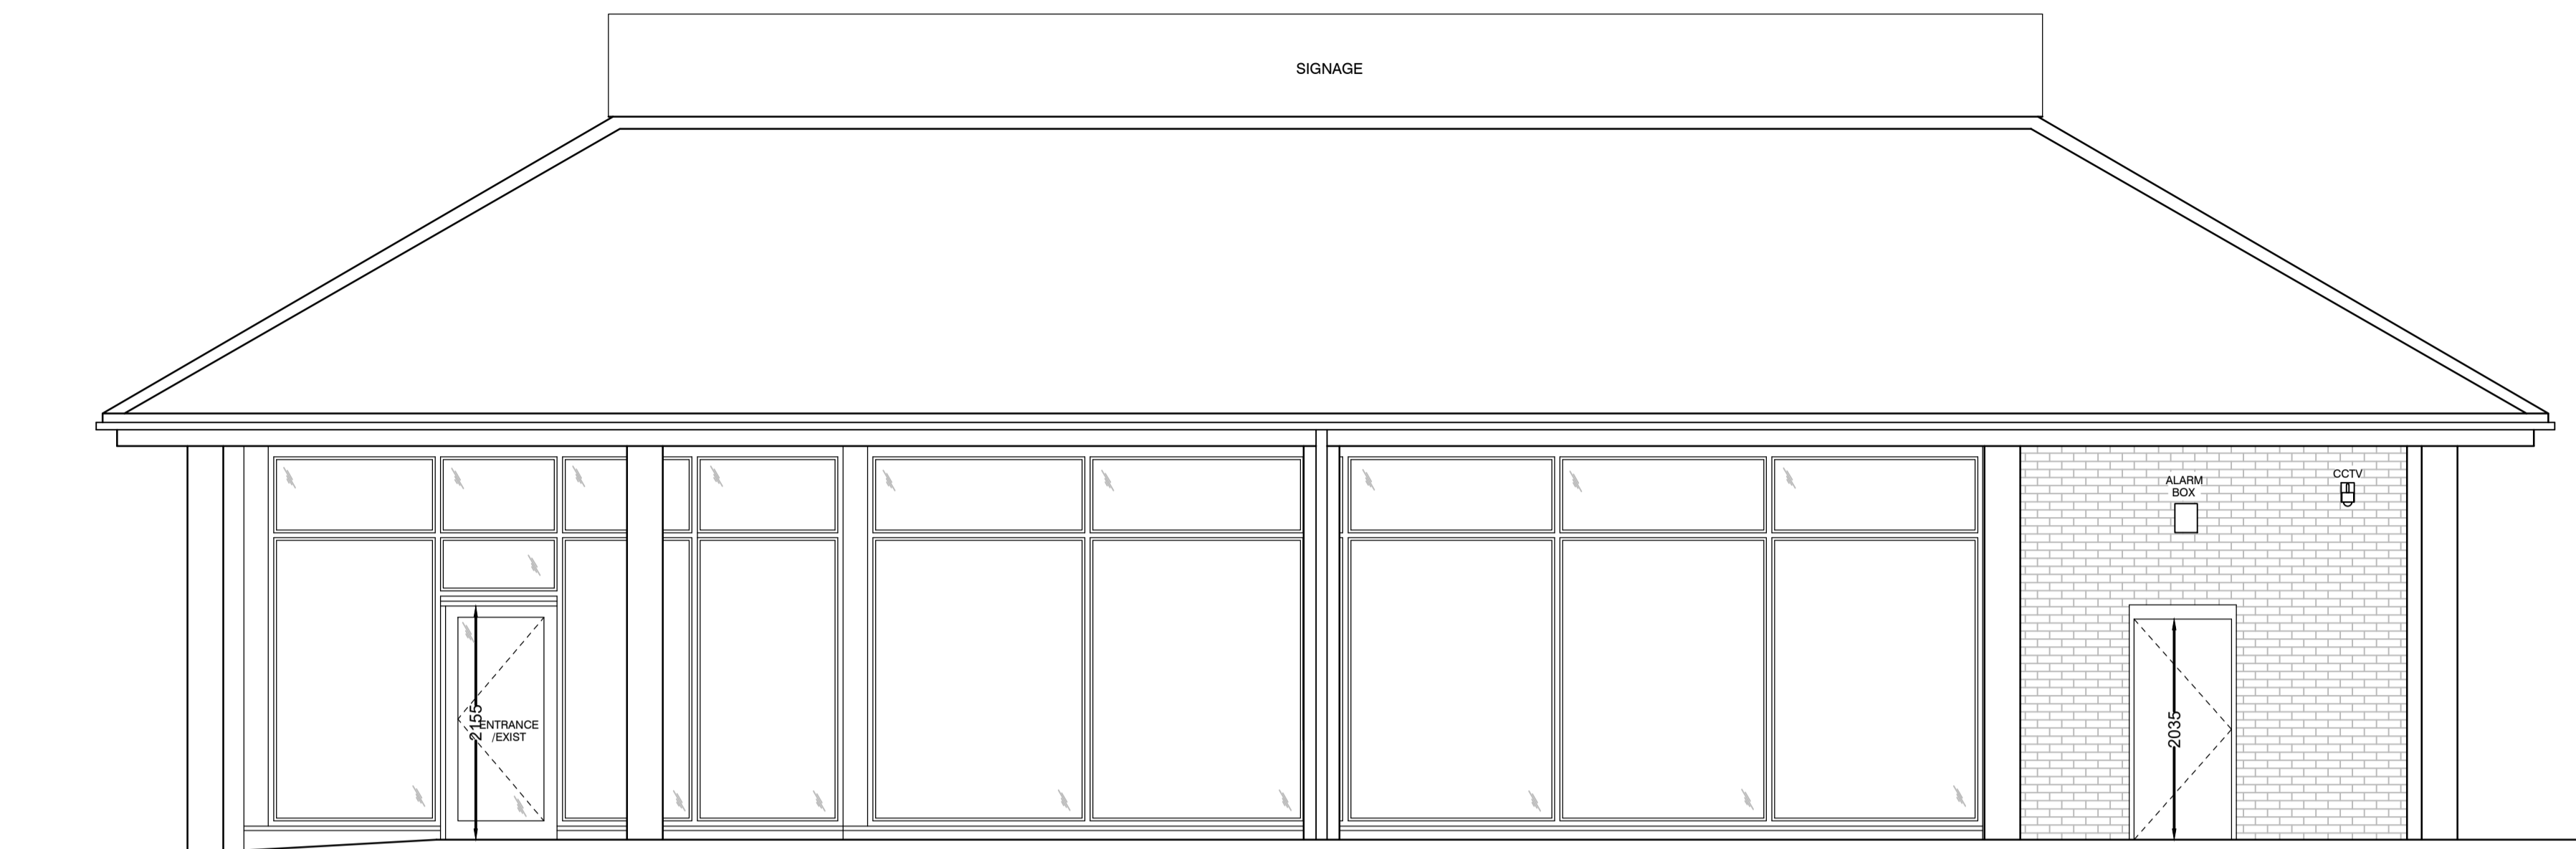 SIGNAGE
CCTV
ALARM
BOX
2155
ENTRANCE
/EXIST
2035